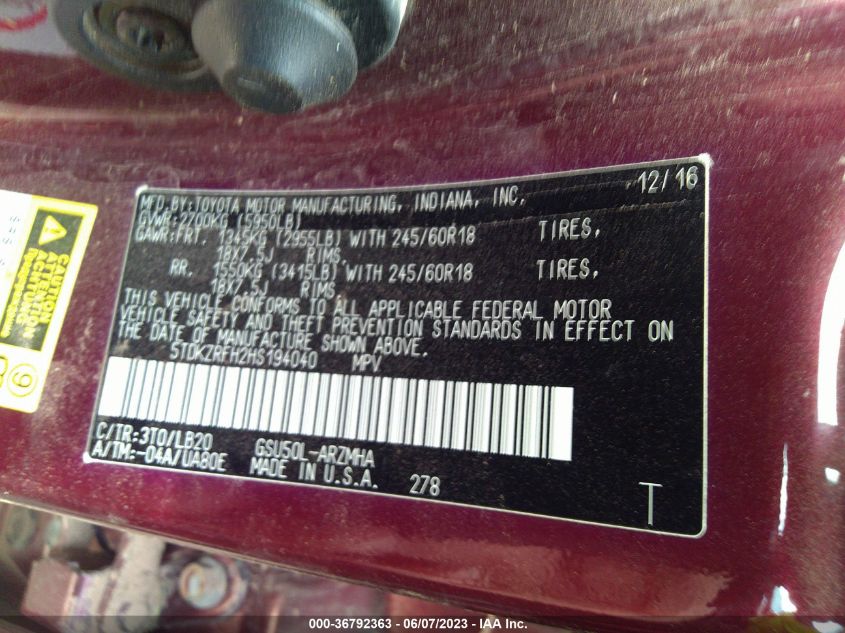 MFD.BY:TOYOTA MOTOR MANUFACTURING, INDIANA, INC. 12/16
GVWR:2700KG (5950LB)
GAWR:FRT. 1345KG (2955LB) WITH 245/60R18 TIRES,
18X7.5J RIMS.
RR. 1550KG (3415LB) WITH 245/60R18 TIRES,
18X7.5J RIMS.
THIS VEHICLE CONFORMS TO ALL APPLICABLE FEDERAL MOTOR
VEHICLE SAFETY AND THEFT PREVENTION STANDARDS IN EFFECT ON
THE DATE OF MANUFACTURE SHOWN ABOVE.
5TDKZRFH2HS194040 MPV
C/TR:3T0/LB20 GSU50L-ARZMHA
A/TM:-04A/UA80E MADE IN U.S.A. 278
T
CAUTION
ATTENTION
ACHTUNG
000-36792363 - 06/07/2023 - IAA Inc.